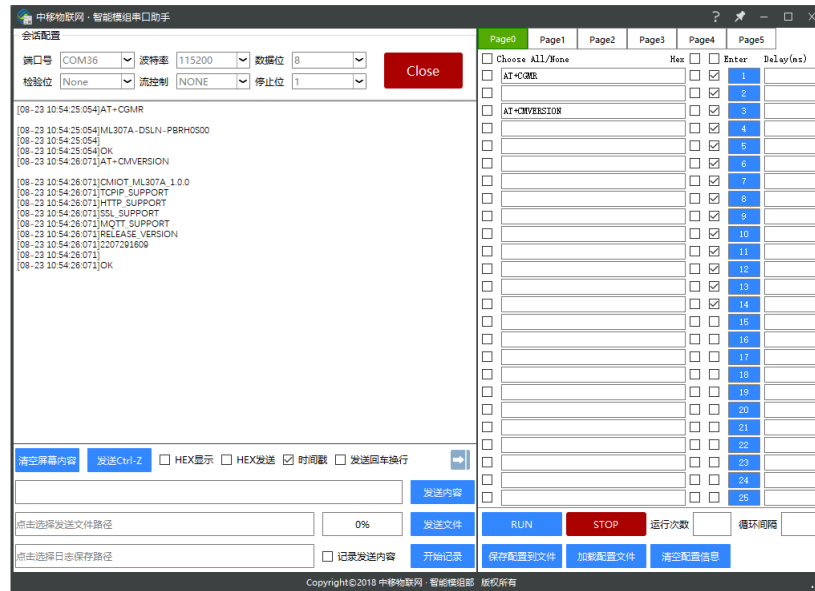 中移物联网 · 智能模组串口助手
会话配置
端口号 COM36 波特率 115200 数据位 8
检验位 None 流控制 NONE 停止位 1
Close
[08-23 10:54:25:054]AT+CGMR
[08-23 10:54:25:054]ML307A-DSLN-PBRH0S00
[08-23 10:54:25:054]
[08-23 10:54:25:054]OK
[08-23 10:54:26:071]AT+CMVERSION
[08-23 10:54:26:071]CMIOT_ML307A_1.0.0
[08-23 10:54:26:071]TCPIP_SUPPORT
[08-23 10:54:26:071]HTTP_SUPPORT
[08-23 10:54:26:071]SSL_SUPPORT
[08-23 10:54:26:071]MQTT_SUPPORT
[08-23 10:54:26:071]RELEASE_VERSION
[08-23 10:54:26:071]2207291609
[08-23 10:54:26:071]
[08-23 10:54:26:071]OK
清空屏幕内容 发送Ctrl-Z HEX显示 HEX发送 时间戳 发送回车换行
发送内容
点击选择发送文件路径 0% 发送文件
点击选择日志保存路径 记录发送内容 开始记录
Page0 Page1 Page2 Page3 Page4 Page5
Choose All/None Hex Enter Delay(ms)
AT+CGMR 1
2
AT+CMVERSION 3
4
5
6
7
8
9
10
11
12
13
14
15
16
17
18
19
20
21
22
23
24
25
RUN STOP 运行次数 循环间隔
保存配置到文件 加载配置文件 清空配置信息
Copyright©2018 中移物联网 · 智能模组部 版权所有